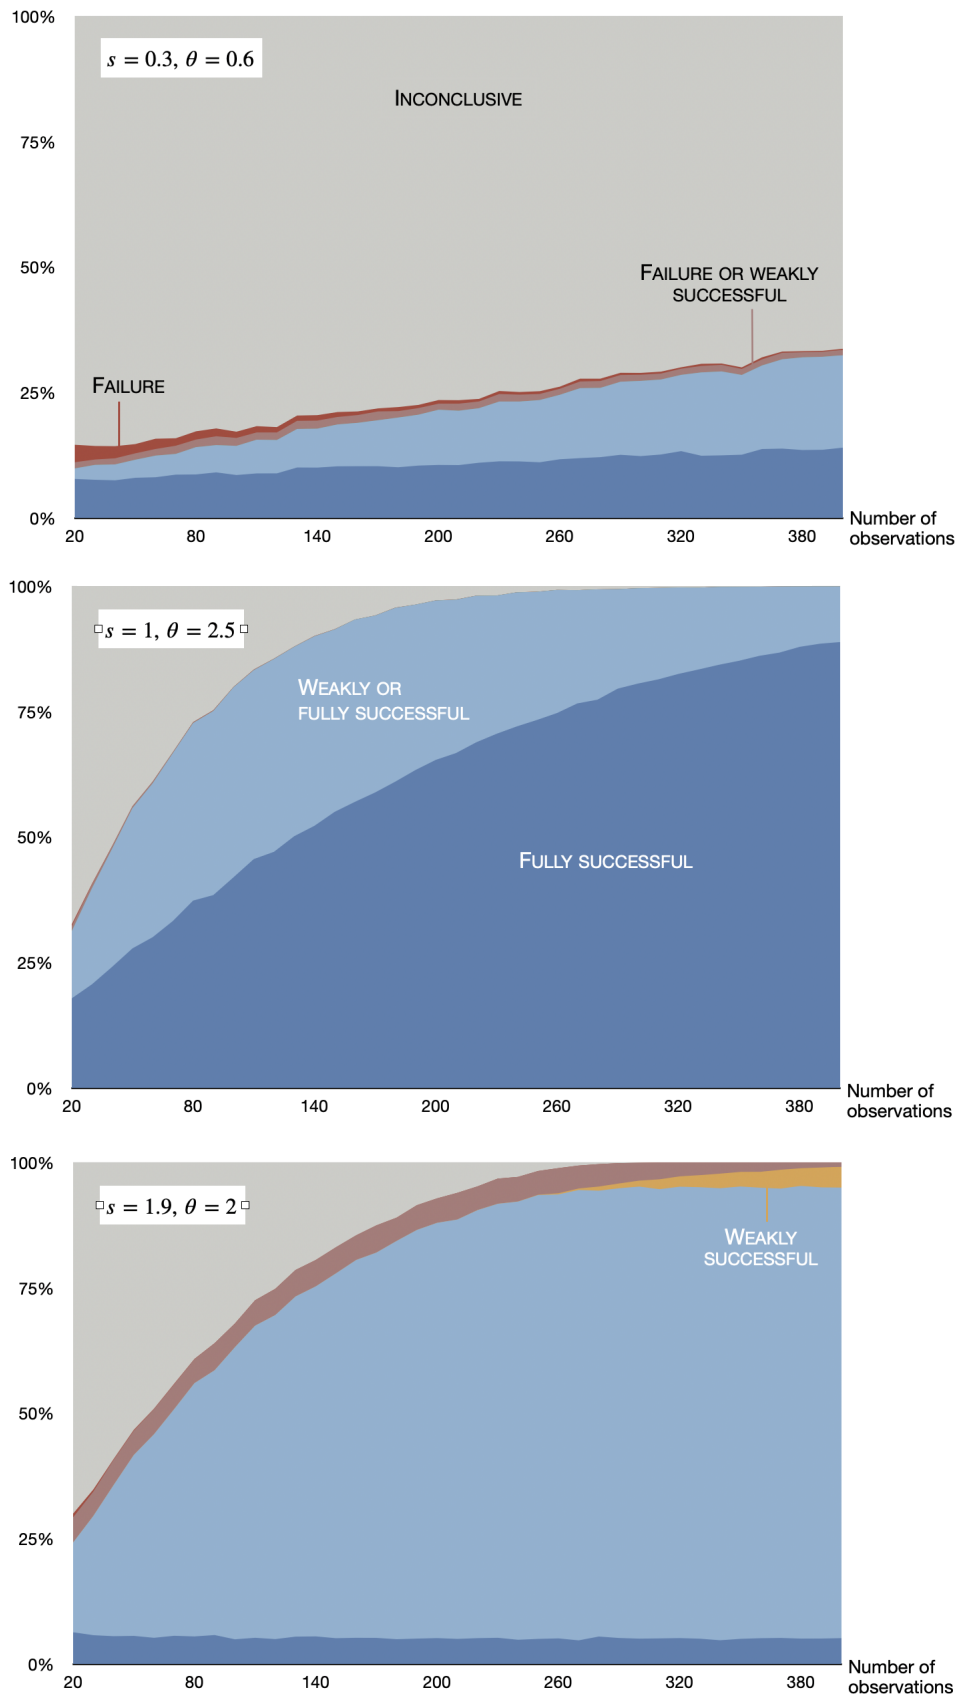 100%
s = 0.3, θ = 0.6
INCONCLUSIVE
75%
50%
FAILURE OR WEAKLY
SUCCESSFUL
25%
FAILURE
0%
20 80 140 200 260 320 380
Number of
observations
100%
s = 1, θ = 2.5
WEAKLY OR
FULLY SUCCESSFUL
75%
50%
FULLY SUCCESSFUL
25%
0%
20 80 140 200 260 320 380
Number of
observations
100%
s = 1.9, θ = 2
WEAKLY
SUCCESSFUL
75%
50%
25%
0%
20 80 140 200 260 320 380
Number of
observations